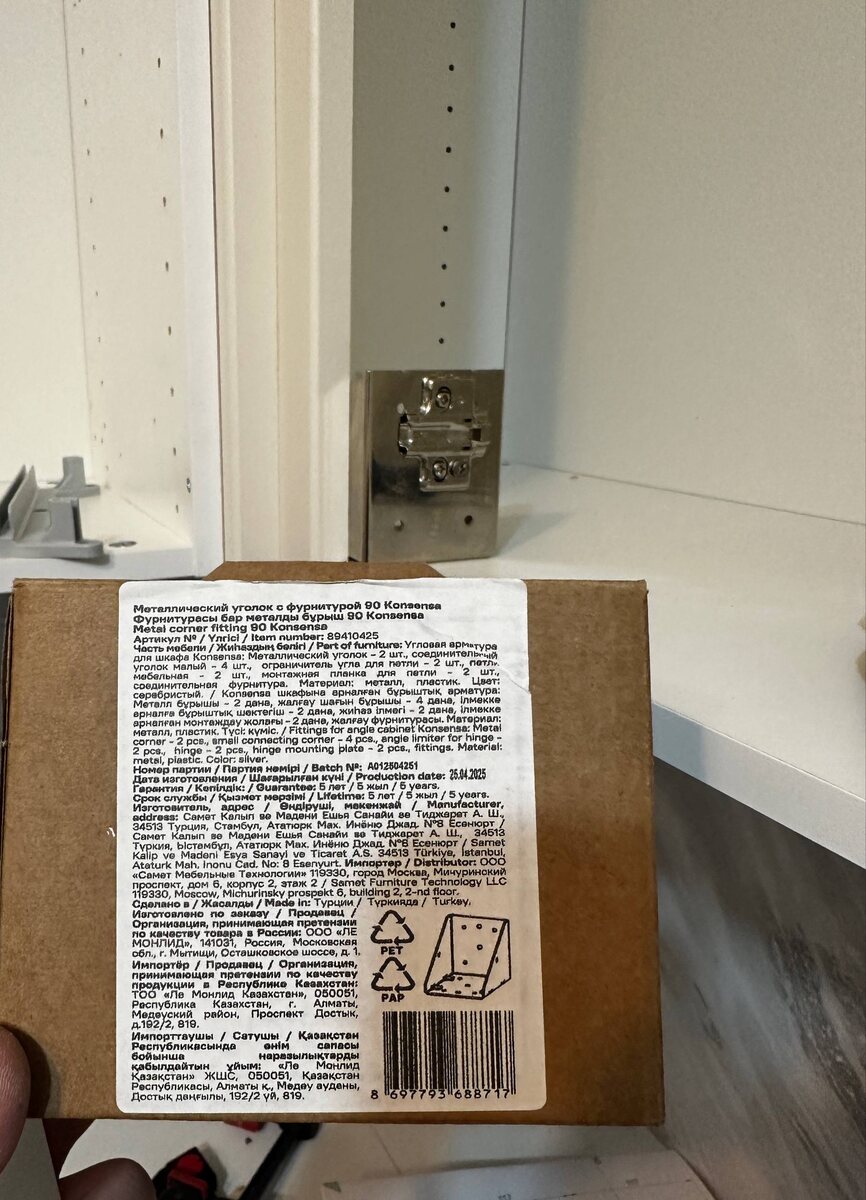 Металлический уголок с фурнитурой 90 Konsensa
Фурнитурасы бар металды бұрыш 90 Konsensa
Metal corner fitting 90 Konsensa
Артикул № / Үлгісі / Item number: 89410425
Часть мебели / Жиһаздың бөлігі / Part of furniture: Угловая арматура
для шкафа Konsensa: Металлический уголок - 2 шт., соединительный
уголок малый - 4 шт., ограничитель угла для петли - 2 шт., петля
мебельная - 2 шт., монтажная планка для петли - 2 шт.,
соединительная фурнитура. Материал: металл, пластик. Цвет:
серебристый. / Konsensa шкафына арналған бұрыштық арматура:
Металл бұрышы - 2 дана, жалғау шағын бұрышы - 4 дана, ілмекке
арналға бұрыштық шектегіш - 2 дана, жиһаз ілмегі - 2 дана, ілмекке
арналған монтаждау жолағы - 2 дана, жалғау фурнитурасы. Материал:
металл, пластик. Түсі: күміс. / Fittings for angle cabinet Konsensa: Metal
corner - 2 pcs., small connecting corner - 4 pcs., angle limiter for hinge -
2 pcs., hinge - 2 pcs., hinge mounting plate - 2 pcs., fittings. Material:
metal, plastic. Color: silver.
Номер партии / Партия нөмірі / Batch №: A012504251
Дата изготовления / Шағарылған күні / Production date: 25.04.2025
Гарантия / Кепілдік: / Guarantee: 5 лет / 5 жыл / 5 years.
Срок службы / Қызмет мерзімі / Lifetime: 5 лет / 5 жыл / 5 years.
Изготовитель, адрес / Өндіруші, мекенжай / Manufacturer,
address: Самет Калып ве Мадени Ешья Санайи ве Тиджарет А. Ш.,
34513 Турция, Стамбул, Ататюрк Мах. Инёню Джад. №8 Есенюрт /
Самет Калып ве Мадени Ешья Санайи ве Тиджарет А. Ш., 34513
Түркия, Ыстамбул, Ататюрк Мах. Инёню Джад. №8 Есенюрт / Samet
Kalip ve Madeni Esya Sanayi ve Ticaret A.S. 34513 Türkiye, İstanbul,
Ataturk Mah. Inonu Cad. No: 8 Esenyurt. Импортер / Distributor: ООО
«Самет Мебельные Технологии» 119330, город Москва, Мичуринский
проспект, дом 6, корпус 2, этаж 2 / Samet Furniture Technology LLC
119330, Moscow, Michurinsky prospekt 6, building 2, 2-nd floor.
Сделано в / Жасалды / Made in: Турции / Түркияда / Turkey.
Изготовлено по заказу / Продавец /
Организация, принимающая претензии
по качеству товара в России: ООО «ЛЕ
МОНЛИД», 141031, Россия, Московская
обл., г. Мытищи, Осташковское шоссе, д. 1.
Импортёр / Продавец / Организация,
принимающая претензии по качеству
продукции в Республике Казахстан:
ТОО «Ле Монлид Казахстан», 050051,
Республика Казахстан, г. Алматы,
Медеуский район, Проспект Достык,
д.192/2, 819.
Импорттаушы / Сатушы / Қазақстан
Республикасында өнім сапасы
бойынша наразылықтарды
қабылдайтын ұйым: «Ле Монлид
Қазақстан» ЖШС, 050051, Қазақстан
Республикасы, Алматы қ., Медеу ауданы,
Достық даңғылы, 192/2 үй, 819.
PET
PAP
8 697793 688717